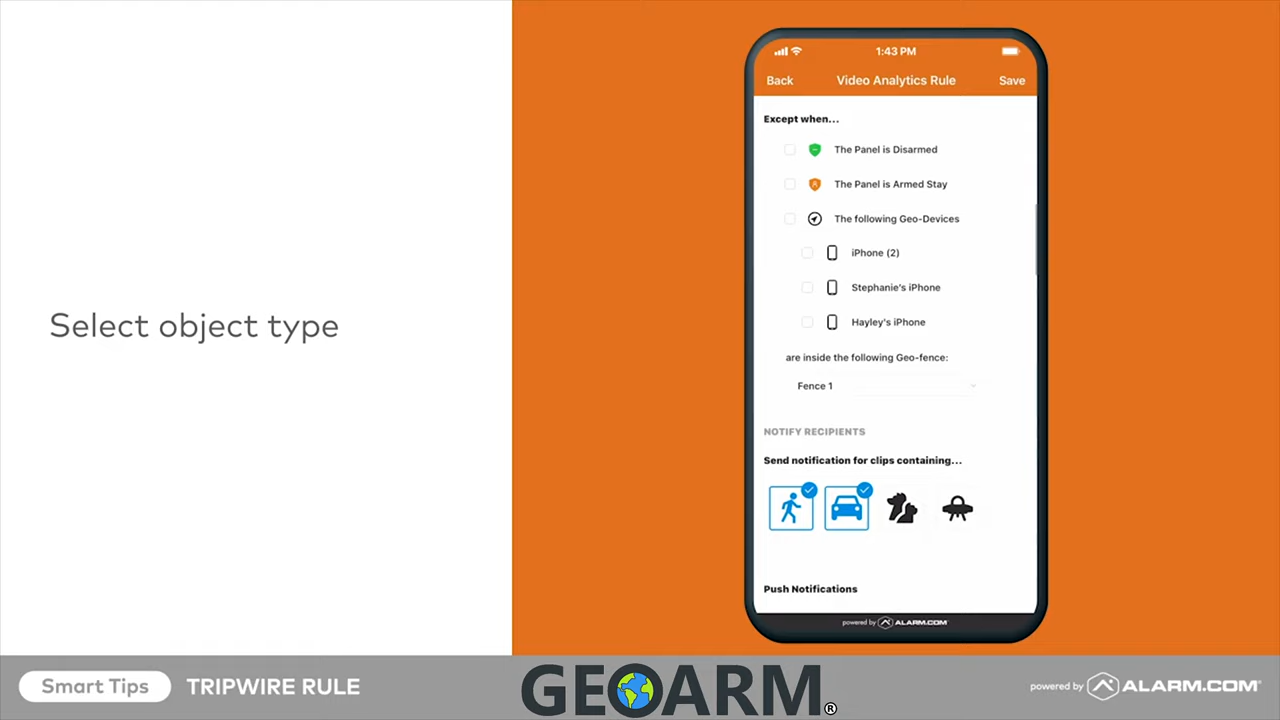 Select object type
1:43 PM
Back
Video Analytics Rule
Save
Except when...
The Panel is Disarmed
The Panel is Armed Stay
The following Geo-Devices
iPhone (2)
Stephanie's iPhone
Hayley's iPhone
are inside the following Geo-fence:
Fence 1
NOTIFY RECIPIENTS
Send notification for clips containing...
Push Notifications
powered by ALARM.COM
Smart Tips
TRIPWIRE RULE
GEOARM®
powered by ALARM.COM®